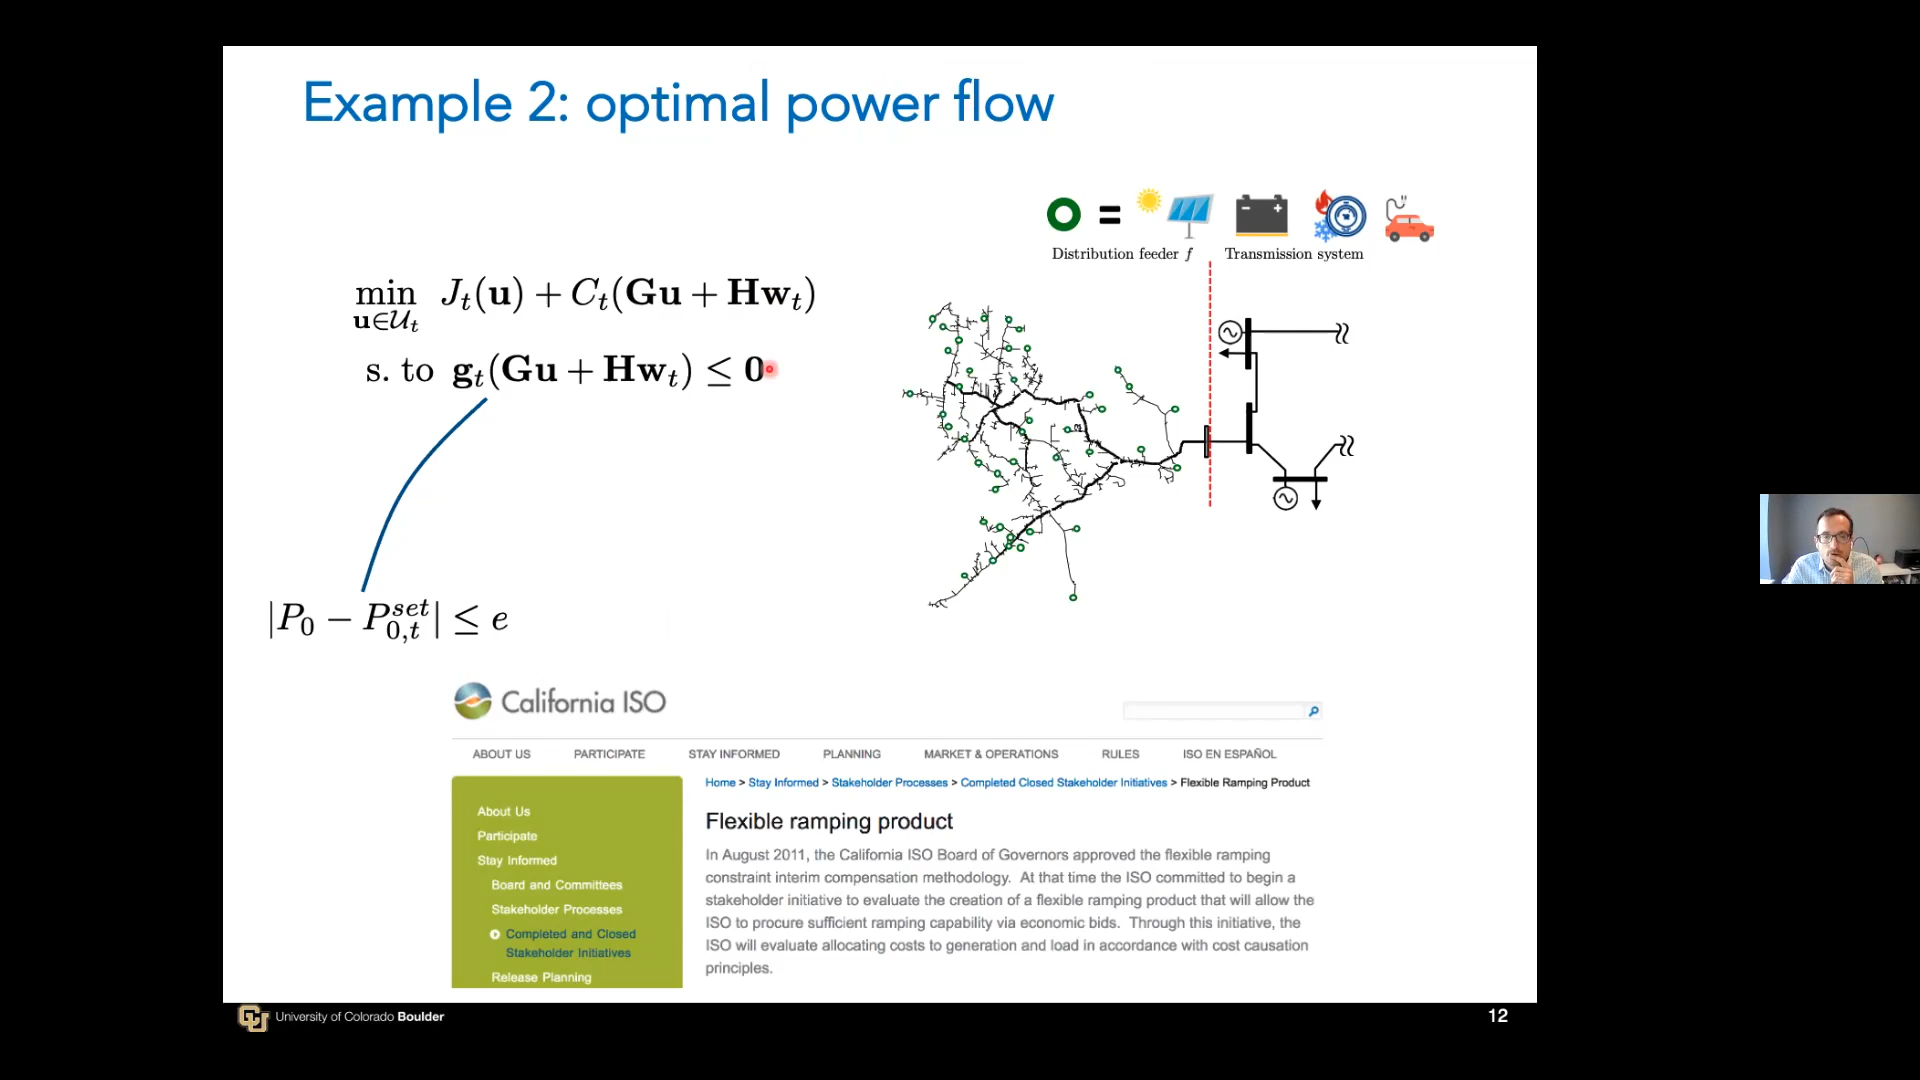 Example 2: optimal power flow
Distribution feeder f
Transmission system
min J_t(u) + C_t(Gu + Hw_t)
u∈𝒰_t
s. to g_t(Gu + Hw_t) ≤ 0
|P_0 − P_{0,t}^{set}| ≤ e
California ISO
ABOUT US PARTICIPATE STAY INFORMED PLANNING MARKET & OPERATIONS RULES ISO EN ESPAÑOL
Home > Stay Informed > Stakeholder Processes > Completed Closed Stakeholder Initiatives > Flexible Ramping Product
About Us
Participate
Stay Informed
Board and Committees
Stakeholder Processes
Completed and Closed
Stakeholder Initiatives
Release Planning
Flexible ramping product
In August 2011, the California ISO Board of Governors approved the flexible ramping
constraint interim compensation methodology. At that time the ISO committed to begin a
stakeholder initiative to evaluate the creation of a flexible ramping product that will allow the
ISO to procure sufficient ramping capability via economic bids. Through this initiative, the
ISO will evaluate allocating costs to generation and load in accordance with cost causation
principles.
CU University of Colorado Boulder
12